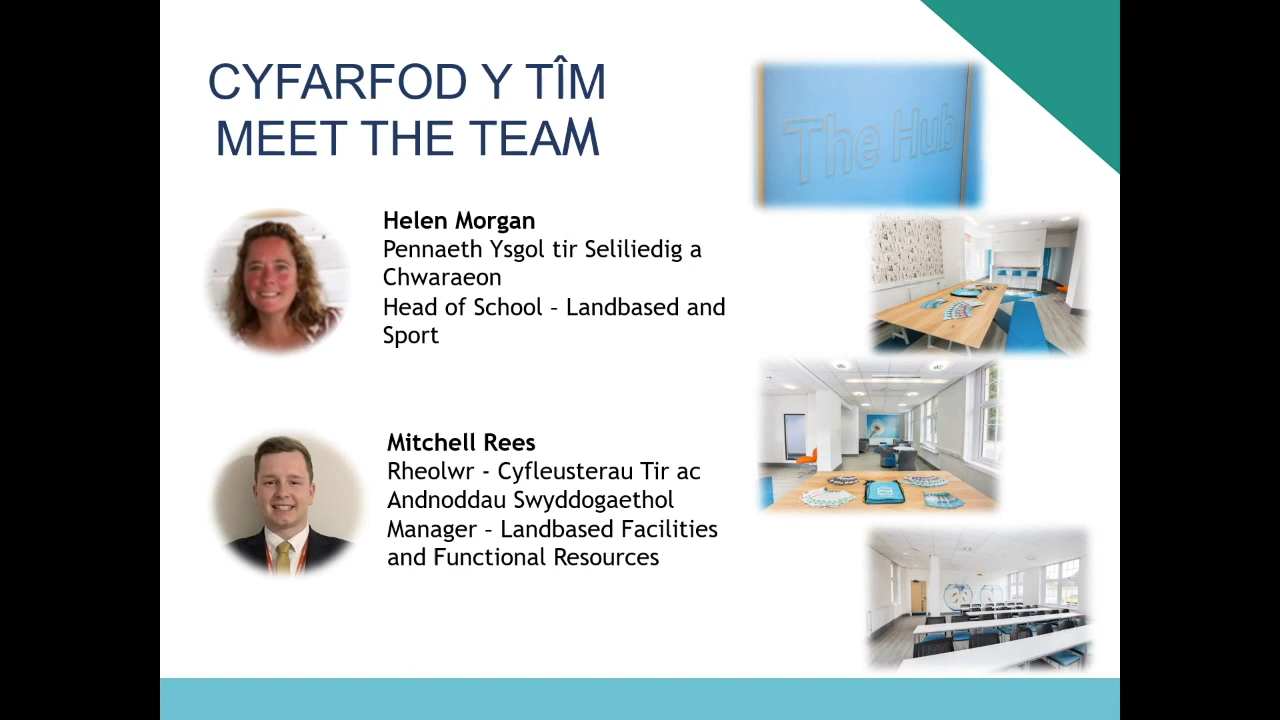 CYFARFOD Y TÎM
MEET THE TEAM
The Hub
Helen Morgan
Pennaeth Ysgol tir Seliliedig a
Chwaraeon
Head of School – Landbased and
Sport
Mitchell Rees
Rheolwr - Cyfleusterau Tir ac
Andnoddau Swyddogaethol
Manager – Landbased Facilities
and Functional Resources